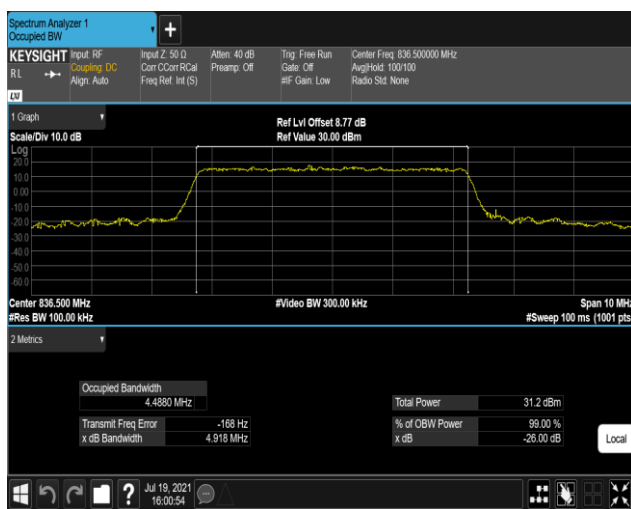 Spectrum Analyzer 1
Occupied BW
KEYSIGHT Input: RF Input Z: 50 Ω Atten: 40 dB Trig: Free Run Center Freq: 836.500000 MHz
RL Coupling: DC Corr CCorr RCal Preamp: Off Gate: Off Avg|Hold: 100/100
Align: Auto Freq Ref: Int (S) #IF Gain: Low Radio Std: None
LXI
1 Graph Ref Lvl Offset 8.77 dB
Scale/Div 10.0 dB Ref Value 30.00 dBm
Log
20.0
10.0
0.00
-10.0
-20.0
-30.0
-40.0
-50.0
-60.0
Center 836.500 MHz #Video BW 300.00 kHz Span 10 MHz
#Res BW 100.00 kHz #Sweep 100 ms (1001 pts
2 Metrics
Occupied Bandwidth
4.4880 MHz Total Power 31.2 dBm
Transmit Freq Error -168 Hz % of OBW Power 99.00 %
x dB Bandwidth 4.918 MHz x dB -26.00 dB
Local
? Jul 19, 2021
16:00:54